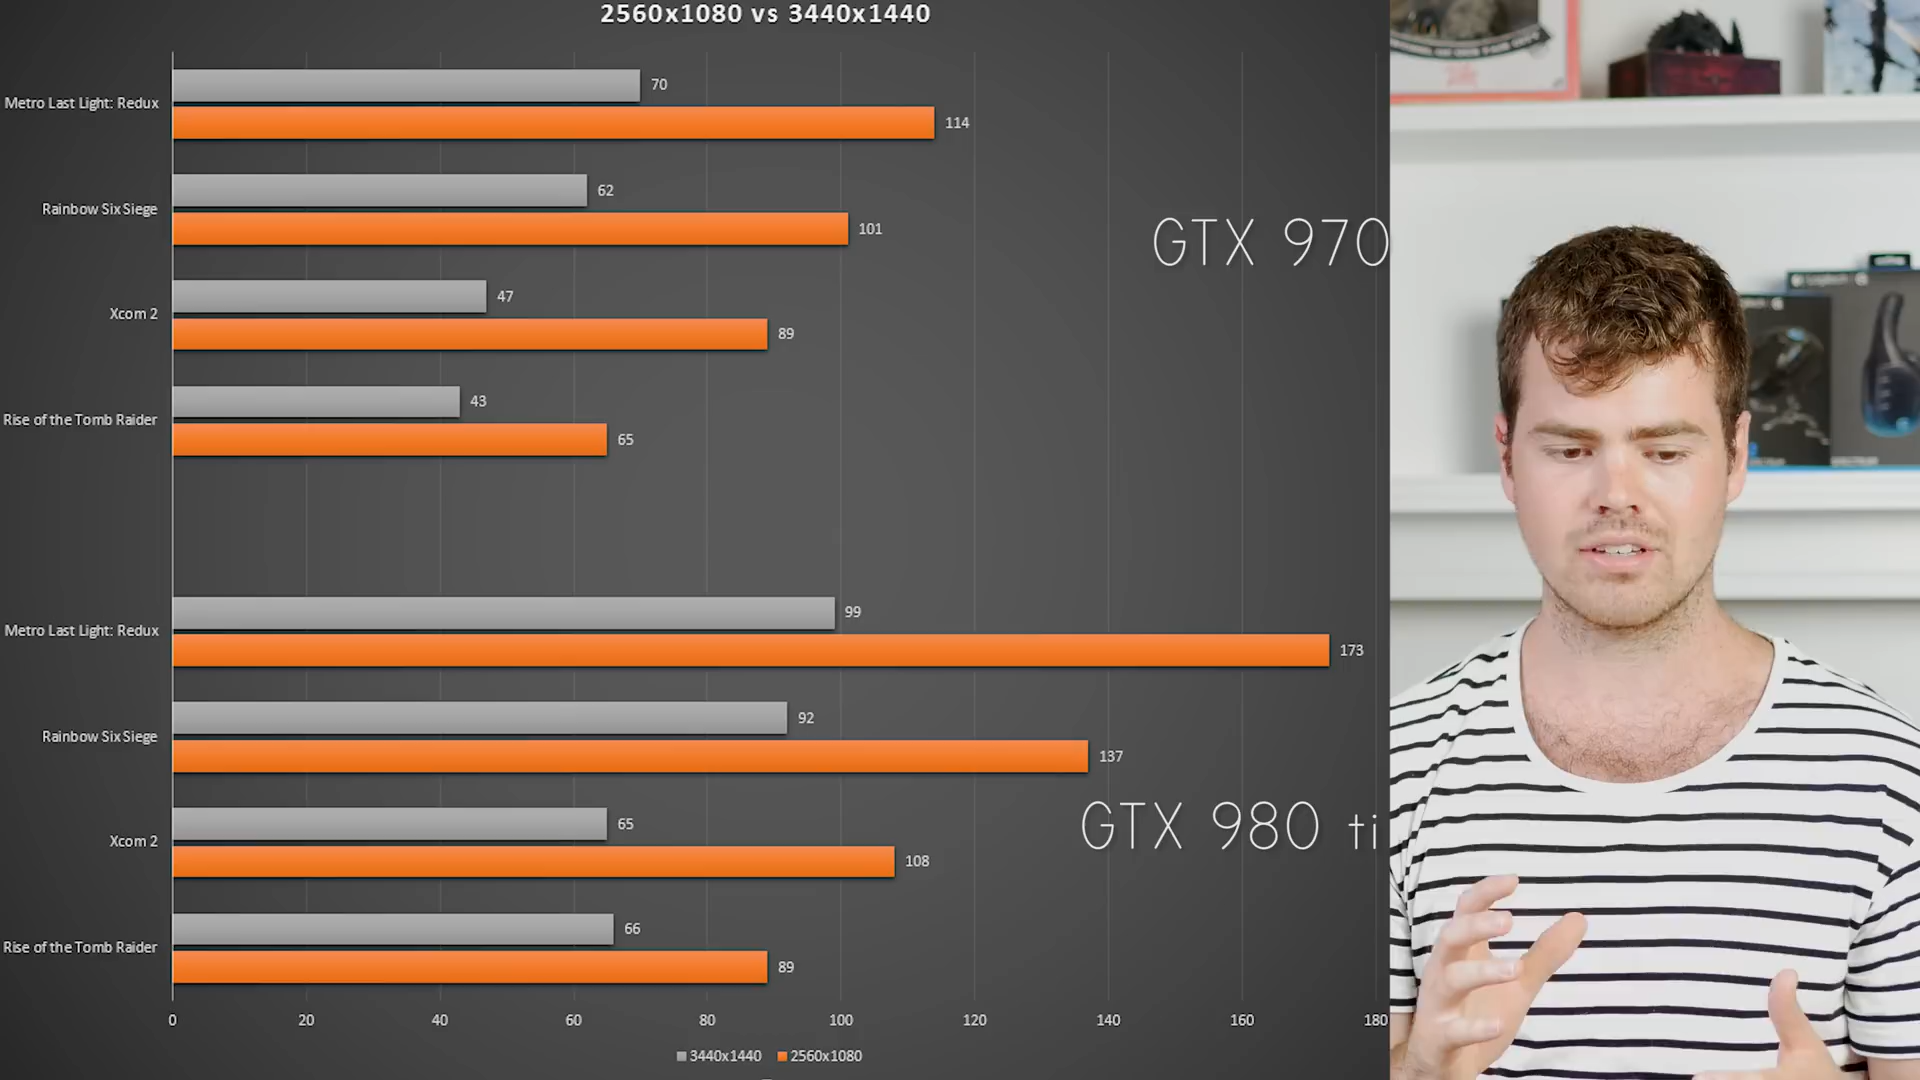 2560x1080 vs 3440x1440
Metro Last Light: Redux
70
114
Rainbow Six Siege
62
101
GTX 970
Xcom 2
47
89
Rise of the Tomb Raider
43
65
Metro Last Light: Redux
99
173
Rainbow Six Siege
92
137
GTX 980 ti
Xcom 2
65
108
Rise of the Tomb Raider
66
89
0 20 40 60 80 100 120 140 160 180
3440x1440 2560x1080